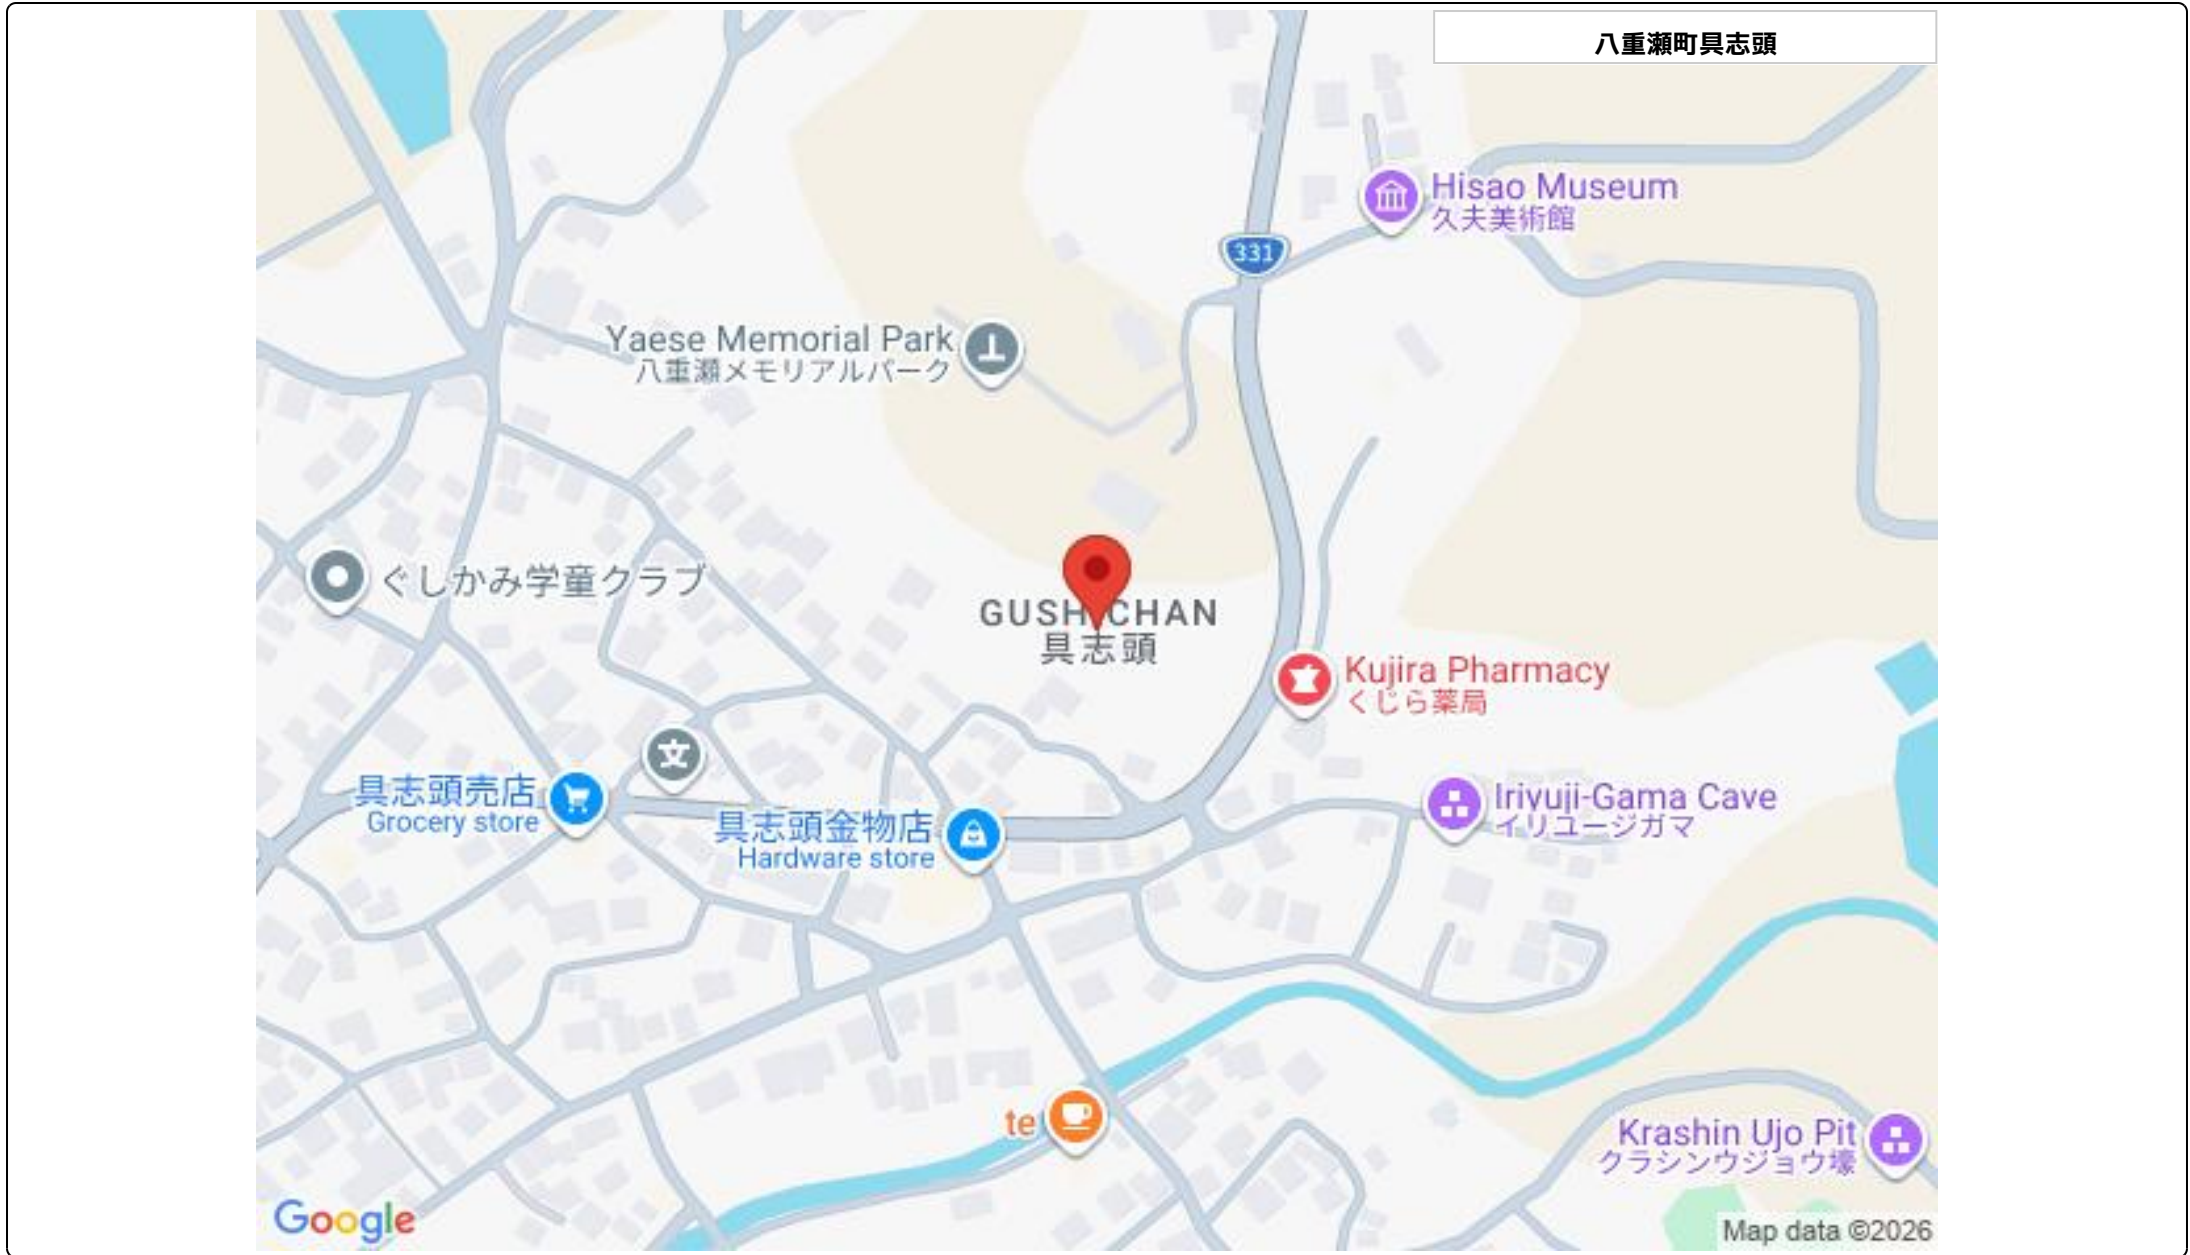 八重瀬町具志頭
Hisao Museum
久夫美術館
331
Yaese Memorial Park
八重瀬メモリアルパーク
ぐしかみ学童クラブ
GUSHICHAN
具志頭
Kujira Pharmacy
くじら薬局
文
具志頭売店
Grocery store
具志頭金物店
Hardware store
Iriyuji-Gama Cave
イリユージガマ
te
Krashin Ujo Pit
クラシンウジョウ壕
Google
Map data ©2026